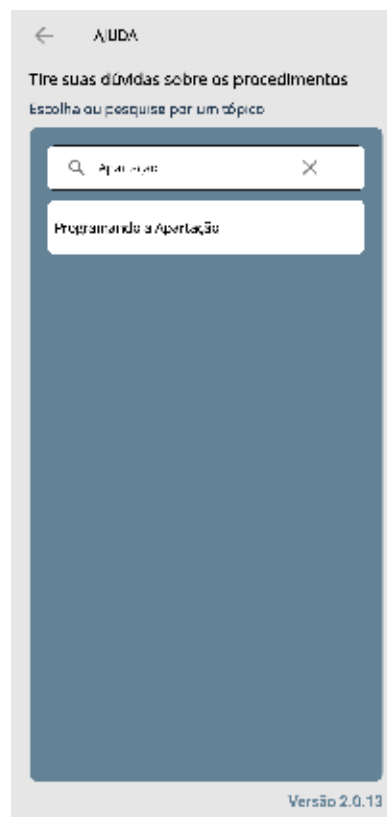 AJUDA
Tire suas dúvidas sobre os procedimentos
Escolha ou pesquise por um tópico
Apartação
Programando a Apartação
Versão 2.0.13